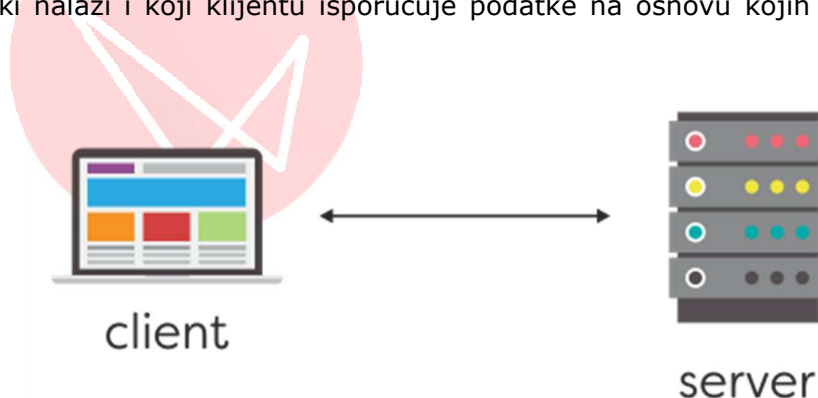 ki nalazi i koji klijentu isporučuje podatke na osnovu kojih
client
server